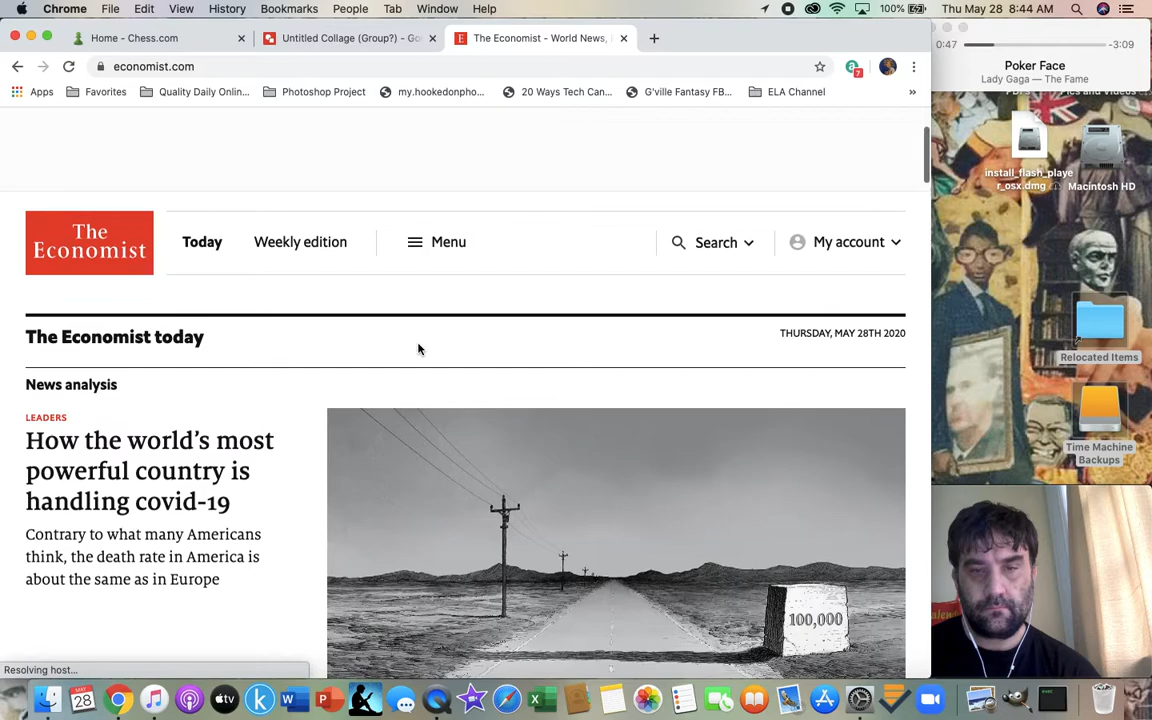 Chrome File Edit View History Bookmarks People Tab Window Help 100% Thu May 28 8:44 AM
Home - Chess.com
Untitled Collage (Group?) - Go
The Economist - World News,
economist.com
7
Apps Favorites Quality Daily Onlin... Photoshop Project my.hookedonpho... 20 Ways Tech Can... G'ville Fantasy FB... ELA Channel »
0:47 -3:09
Poker Face
Lady Gaga — The Fame
install_flash_playe
r_osx.dmg
Macintosh HD
Relocated Items
Time Machine
Backups
The
Economist
Today Weekly edition Menu Search My account
The Economist today
THURSDAY, MAY 28TH 2020
News analysis
LEADERS
How the world's most
powerful country is
handling covid-19
Contrary to what many Americans
think, the death rate in America is
about the same as in Europe
100,000
Resolving host...
MAY
28
tv